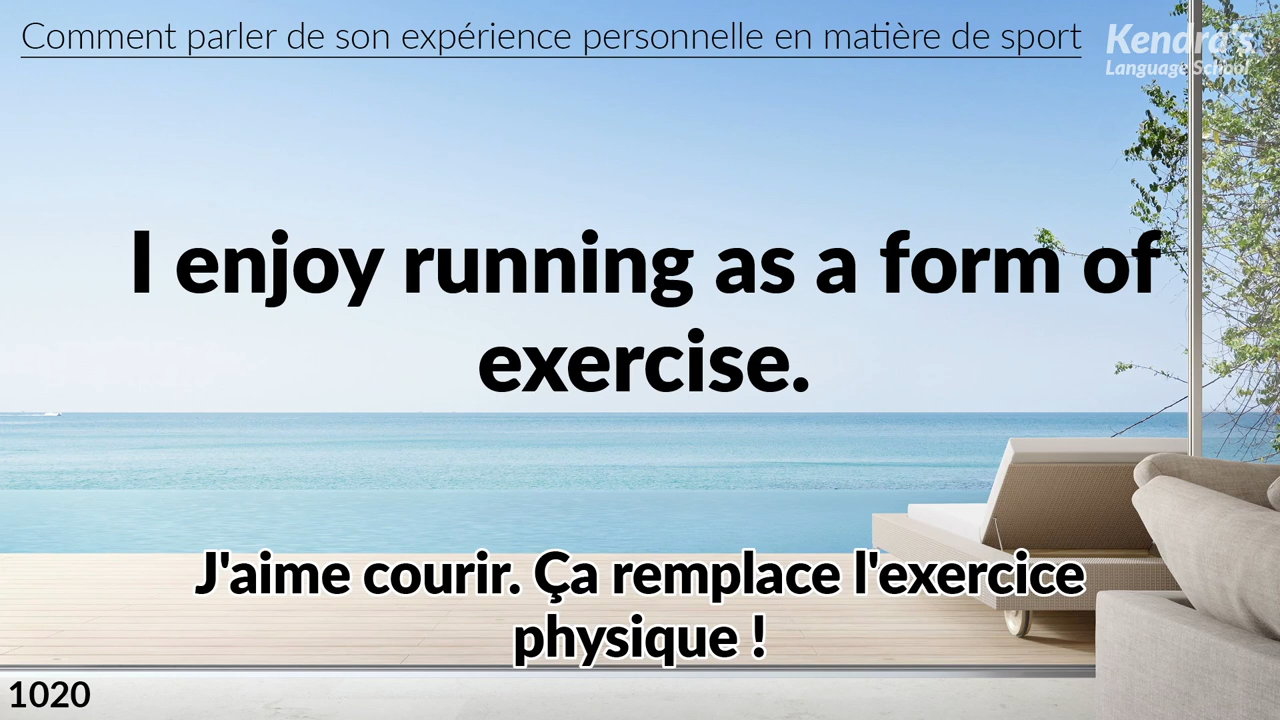 Comment parler de son expérience personnelle en matière de sport
Kendra's
Language School
I enjoy running as a form of
exercise.
J'aime courir. Ça remplace l'exercice
physique !
1020